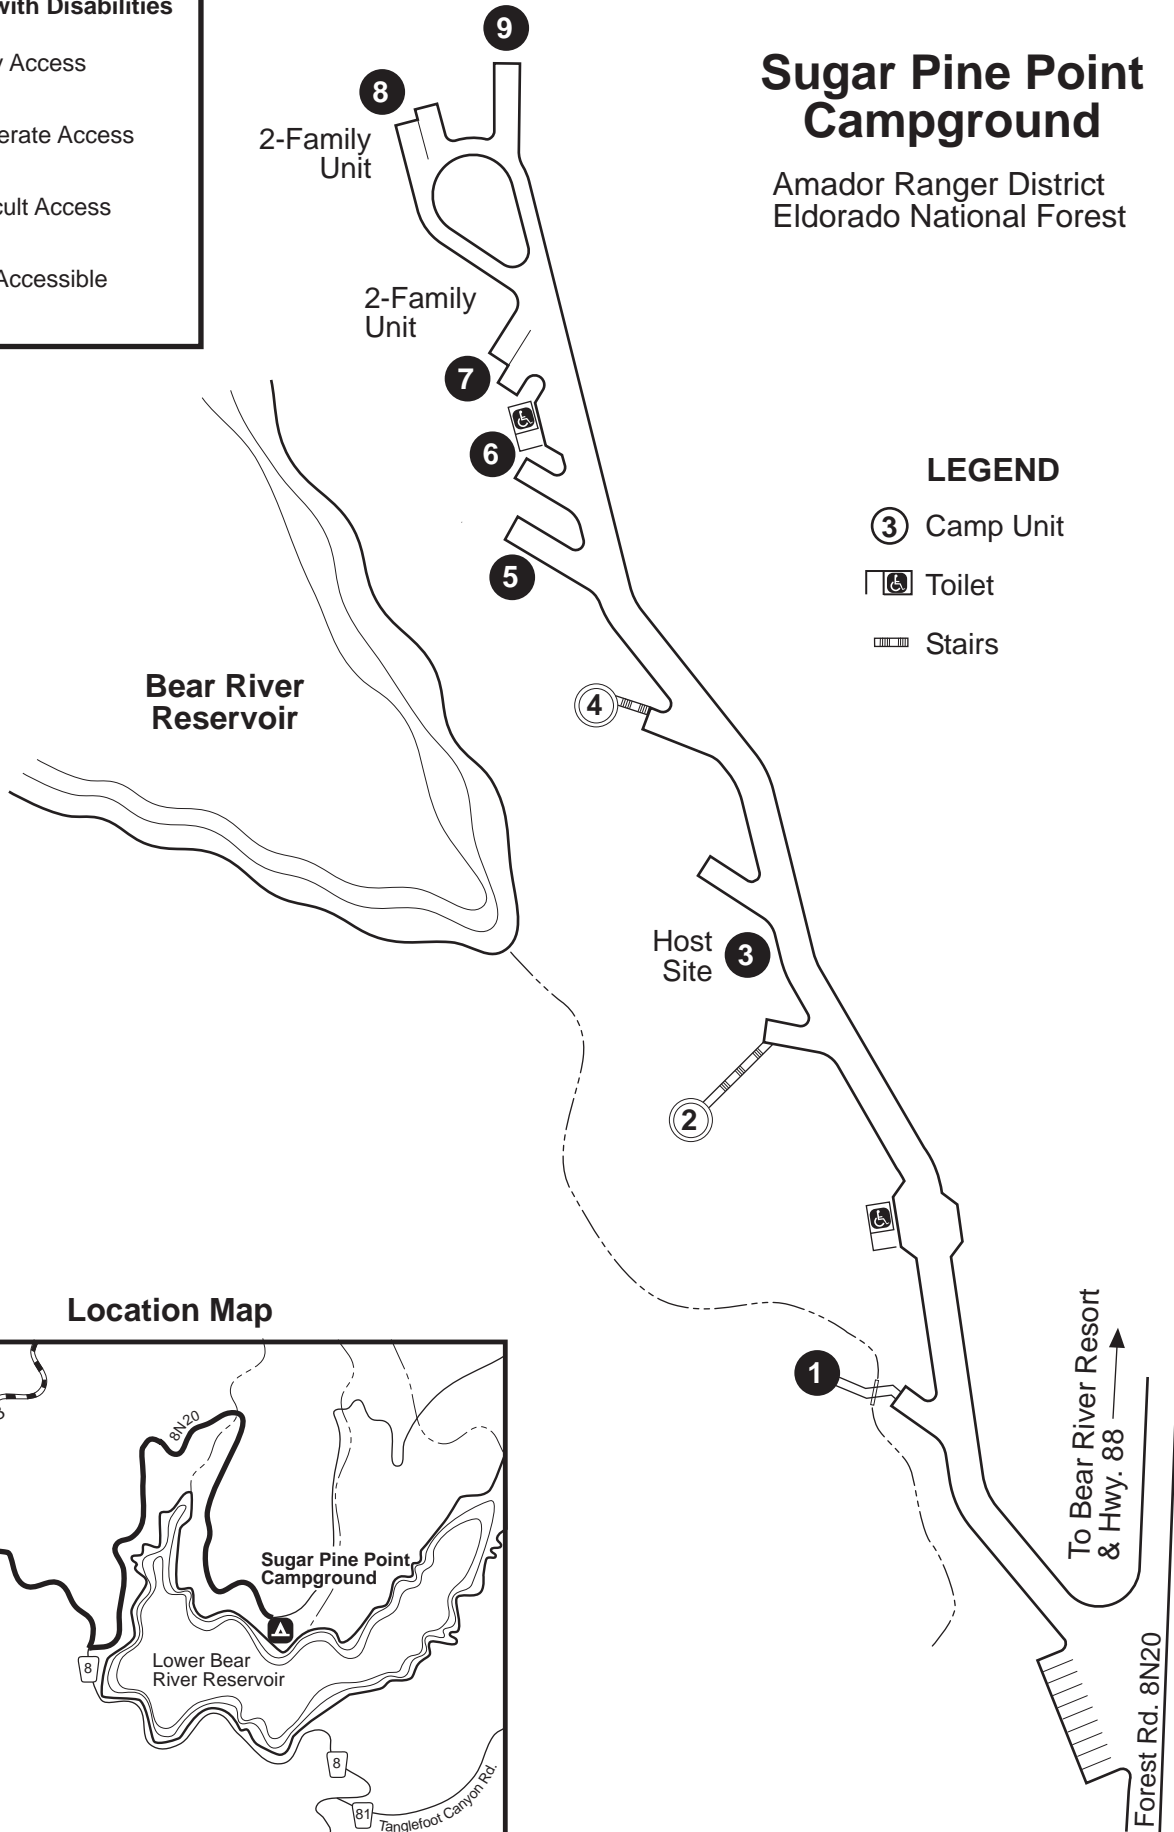 with Disabilities
Access
Access
Access
Accessible
9
8
2-Family
Unit
Sugar Pine Point
Campground
Amador Ranger District
Eldorado National Forest
2-Family
Unit
7
6
5
LEGEND
3 Camp Unit
Toilet
Stairs
Bear River
Reservoir
4
Host
Site
3
2
1
To Bear River Resort
& Hwy. 88
Forest Rd. 8N20
Location Map
8N20
Sugar Pine Point
Campground
Lower Bear
River Reservoir
8
8
81
Tanglefoot Canyon Rd.